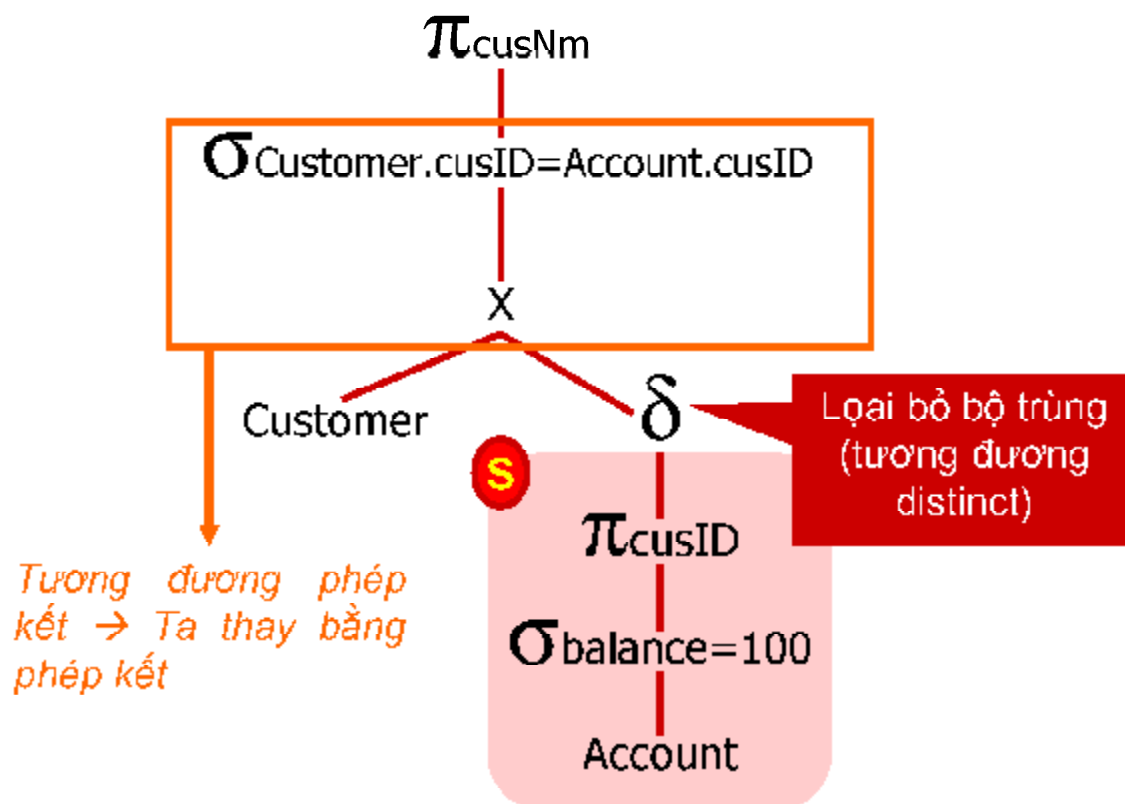 πcusNm
σCustomer.cusID=Account.cusID
X
Customer
δ
Lọai bỏ bộ trùng
(tương đương
distinct)
S
πcusID
Tương đương phép
kết → Ta thay bằng
phép kết
σbalance=100
Account